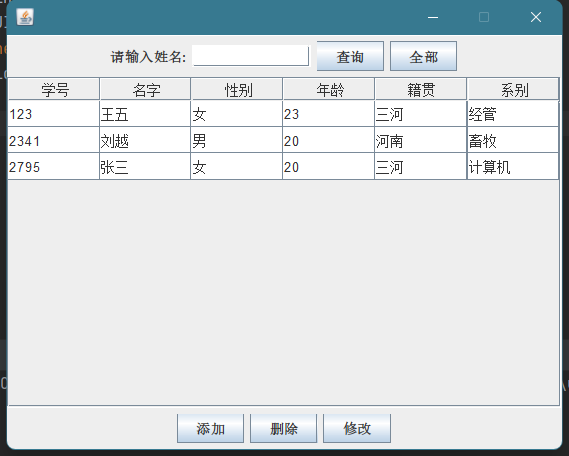 请输入姓名: 查询 全部
学号 名字 性别 年龄 籍贯 系别
123 王五 女 23 三河 经管
2341 刘越 男 20 河南 畜牧
2795 张三 女 20 三河 计算机
添加 删除 修改